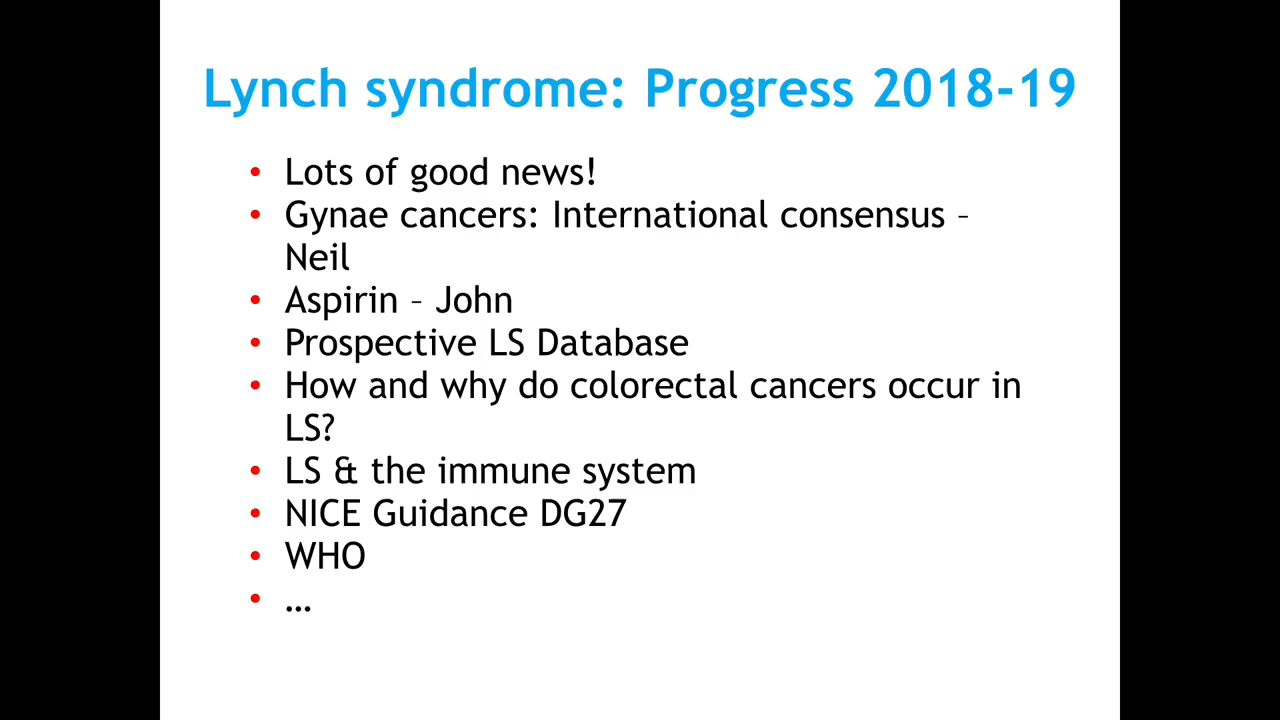 Lynch syndrome: Progress 2018-19
• Lots of good news!
• Gynae cancers: International consensus –
Neil
• Aspirin – John
• Prospective LS Database
• How and why do colorectal cancers occur in
LS?
• LS & the immune system
• NICE Guidance DG27
• WHO
• …